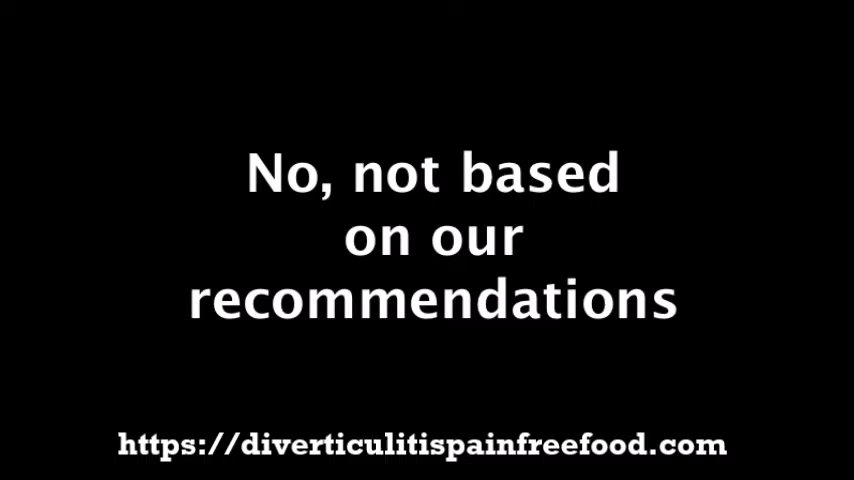 No, not based
on our
recommendations
https://diverticulitispainfreefood.com